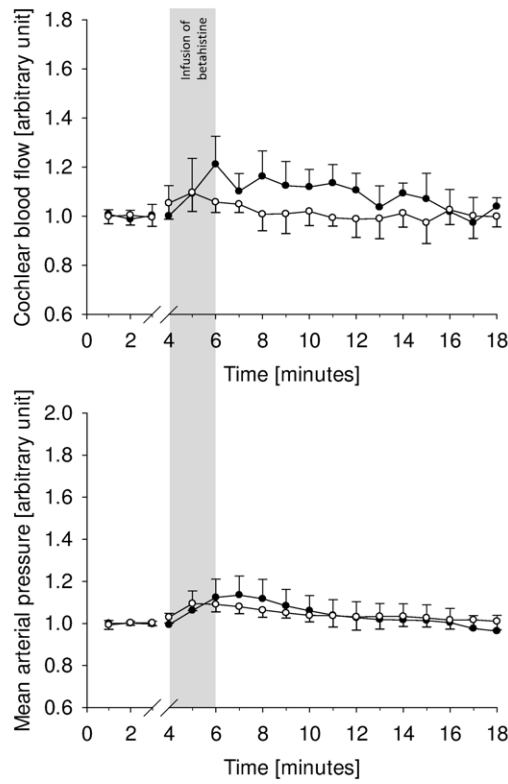 1.8
1.6
1.4
1.2
1.0
0.8
0.6
Cochlear blood flow [arbitrary unit]
Infusion of
betahistine
0 2 4 6 8 10 12 14 16 18
Time [minutes]
2.0
1.8
1.6
1.4
1.2
1.0
0.8
0.6
Mean arterial pressure [arbitrary unit]
0 2 4 6 8 10 12 14 16 18
Time [minutes]